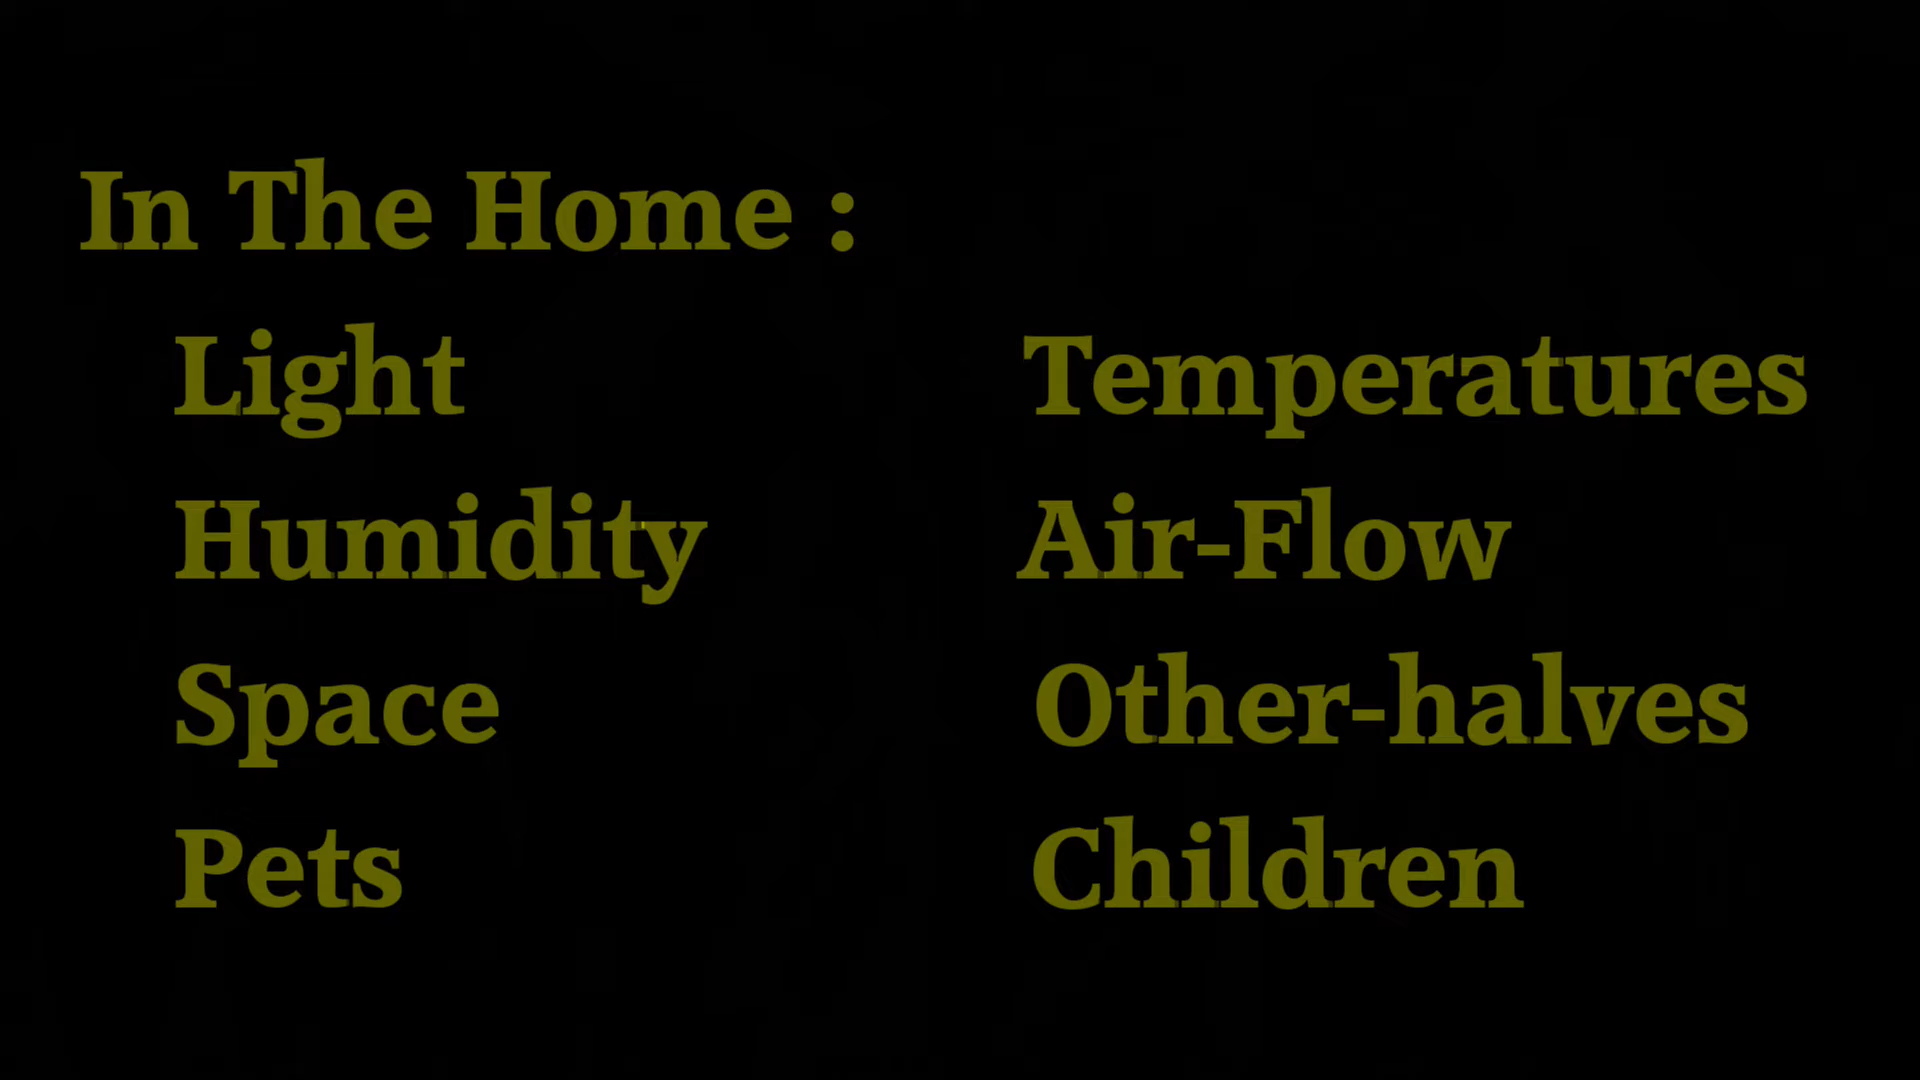 In The Home :
Light Temperatures
Humidity Air-Flow
Space Other-halves
Pets Children